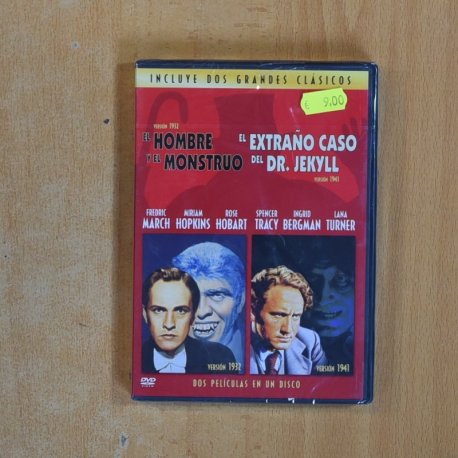 INCLUYE DOS GRANDES CLÁSICOS
€ 9.00
VERSIÓN 1932
EL HOMBRE
Y EL MONSTRUO
EL EXTRAÑO CASO
DEL DR. JEKYLL
VERSIÓN 1941
FREDRIC MARCH
MIRIAM HOPKINS
ROSE HOBART
SPENCER TRACY
INGRID BERGMAN
LANA TURNER
VERSIÓN 1932
VERSIÓN 1941
DVD
DOS PELÍCULAS EN UN DISCO